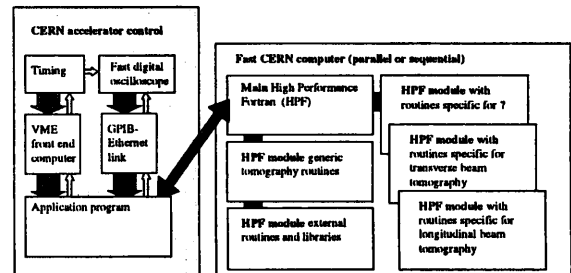 CERN accelerator control
Timing
Fast digital
oscilloscope
VME
front end
computer
GPIB-
Ethernet
link
Application program
Fast CERN computer (parallel or sequential)
Main High Performance
Fortran (HPF)
HPF module generic
tomography routines
HPF module external
routines and libraries
HPF module with
routines specific for ?
HPF module with
routines specific for
transverse beam
tomography
HPF module with
routines specific for
longitudinal beam
tomography